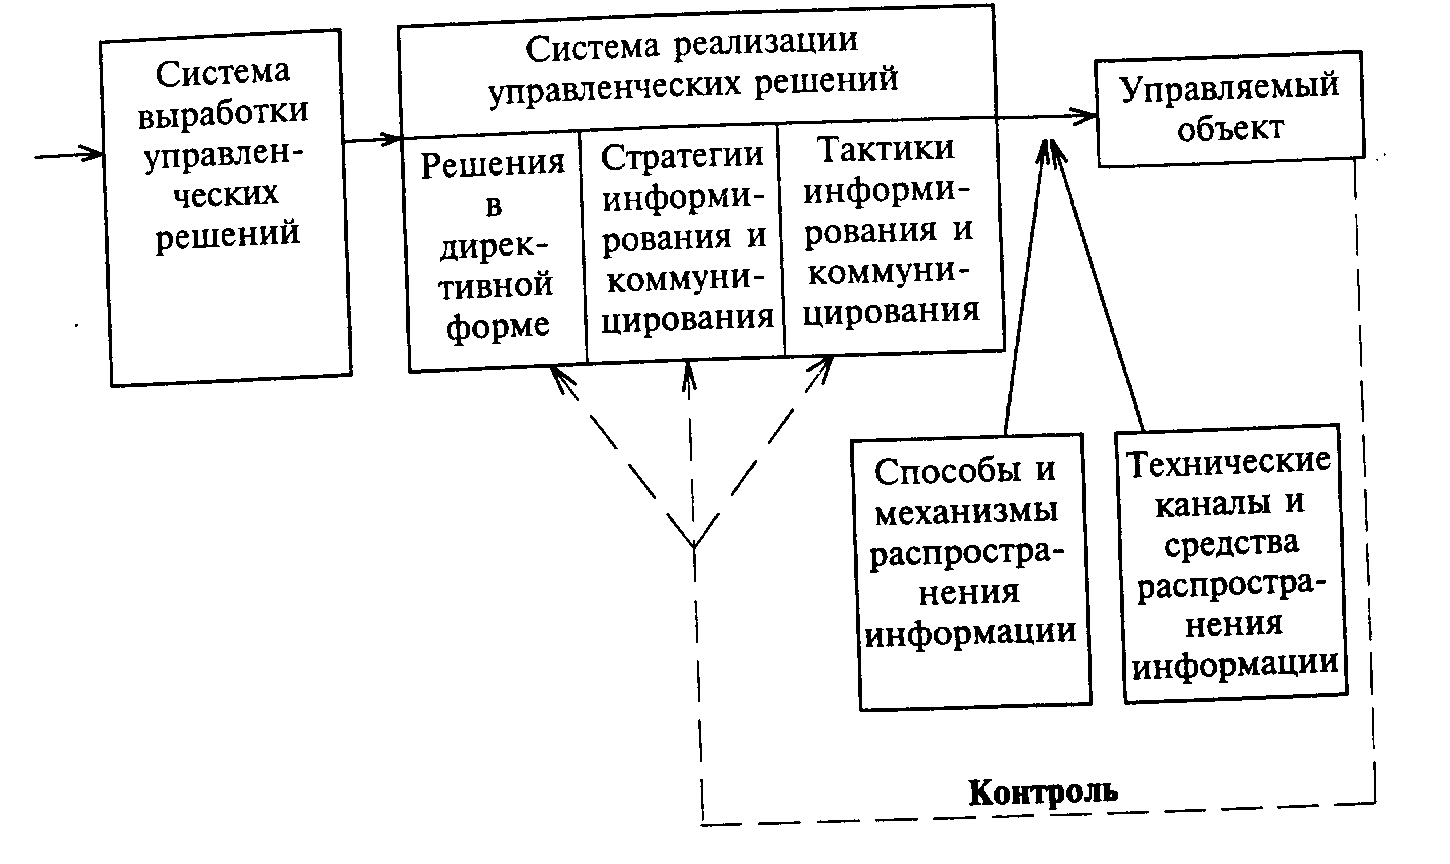 Система
выработки
управлен-
ческих
решений
Система реализации
управленческих решений
Решения
в
дирек-
тивной
форме
Стратегии
информи-
рования и
коммуни-
цирования
Тактики
информи-
рования и
коммуни-
цирования
Управляемый
объект
Способы и
механизмы
распростра-
нения
информации
Технические
каналы и
средства
распростра-
нения
информации
Контроль